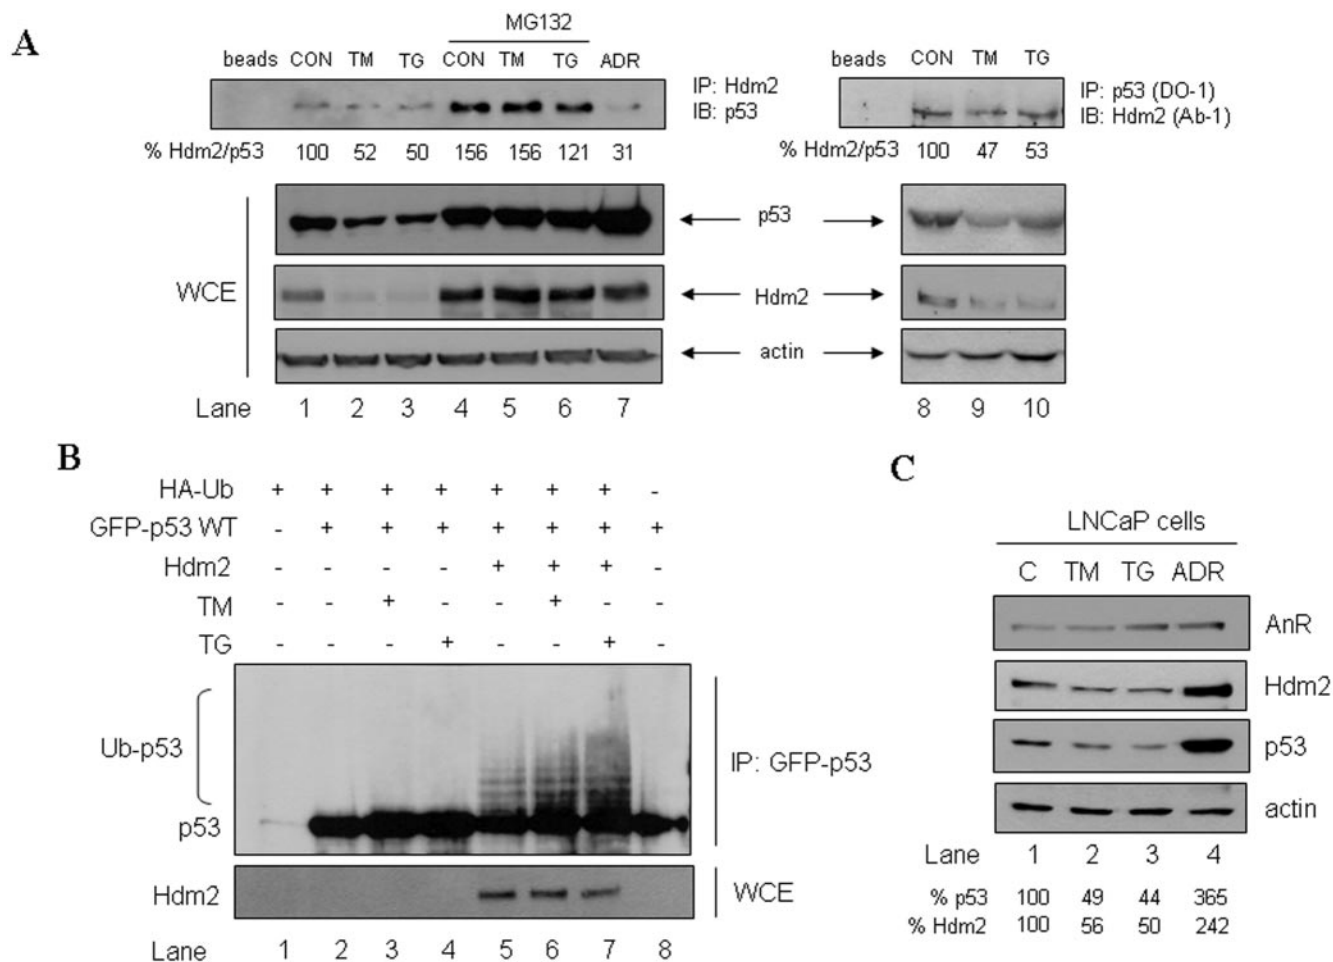 A
MG132
beads CON TM TG CON TM TG ADR
IP: Hdm2
IB: p53
% Hdm2/p53 100 52 50 156 156 121 31
beads CON TM TG
IP: p53 (DO-1)
IB: Hdm2 (Ab-1)
% Hdm2/p53 100 47 53
WCE
p53
Hdm2
actin
Lane 1 2 3 4 5 6 7 8 9 10
B
HA-Ub + + + + + + + -
GFP-p53 WT - + + + + + + +
Hdm2 - - - - + + + -
TM - - + - - + - -
TG - - - + - - + -
Ub-p53
p53
IP: GFP-p53
Hdm2
WCE
Lane 1 2 3 4 5 6 7 8
C
LNCaP cells
C TM TG ADR
AnR
Hdm2
p53
actin
Lane 1 2 3 4
% p53 100 49 44 365
% Hdm2 100 56 50 242